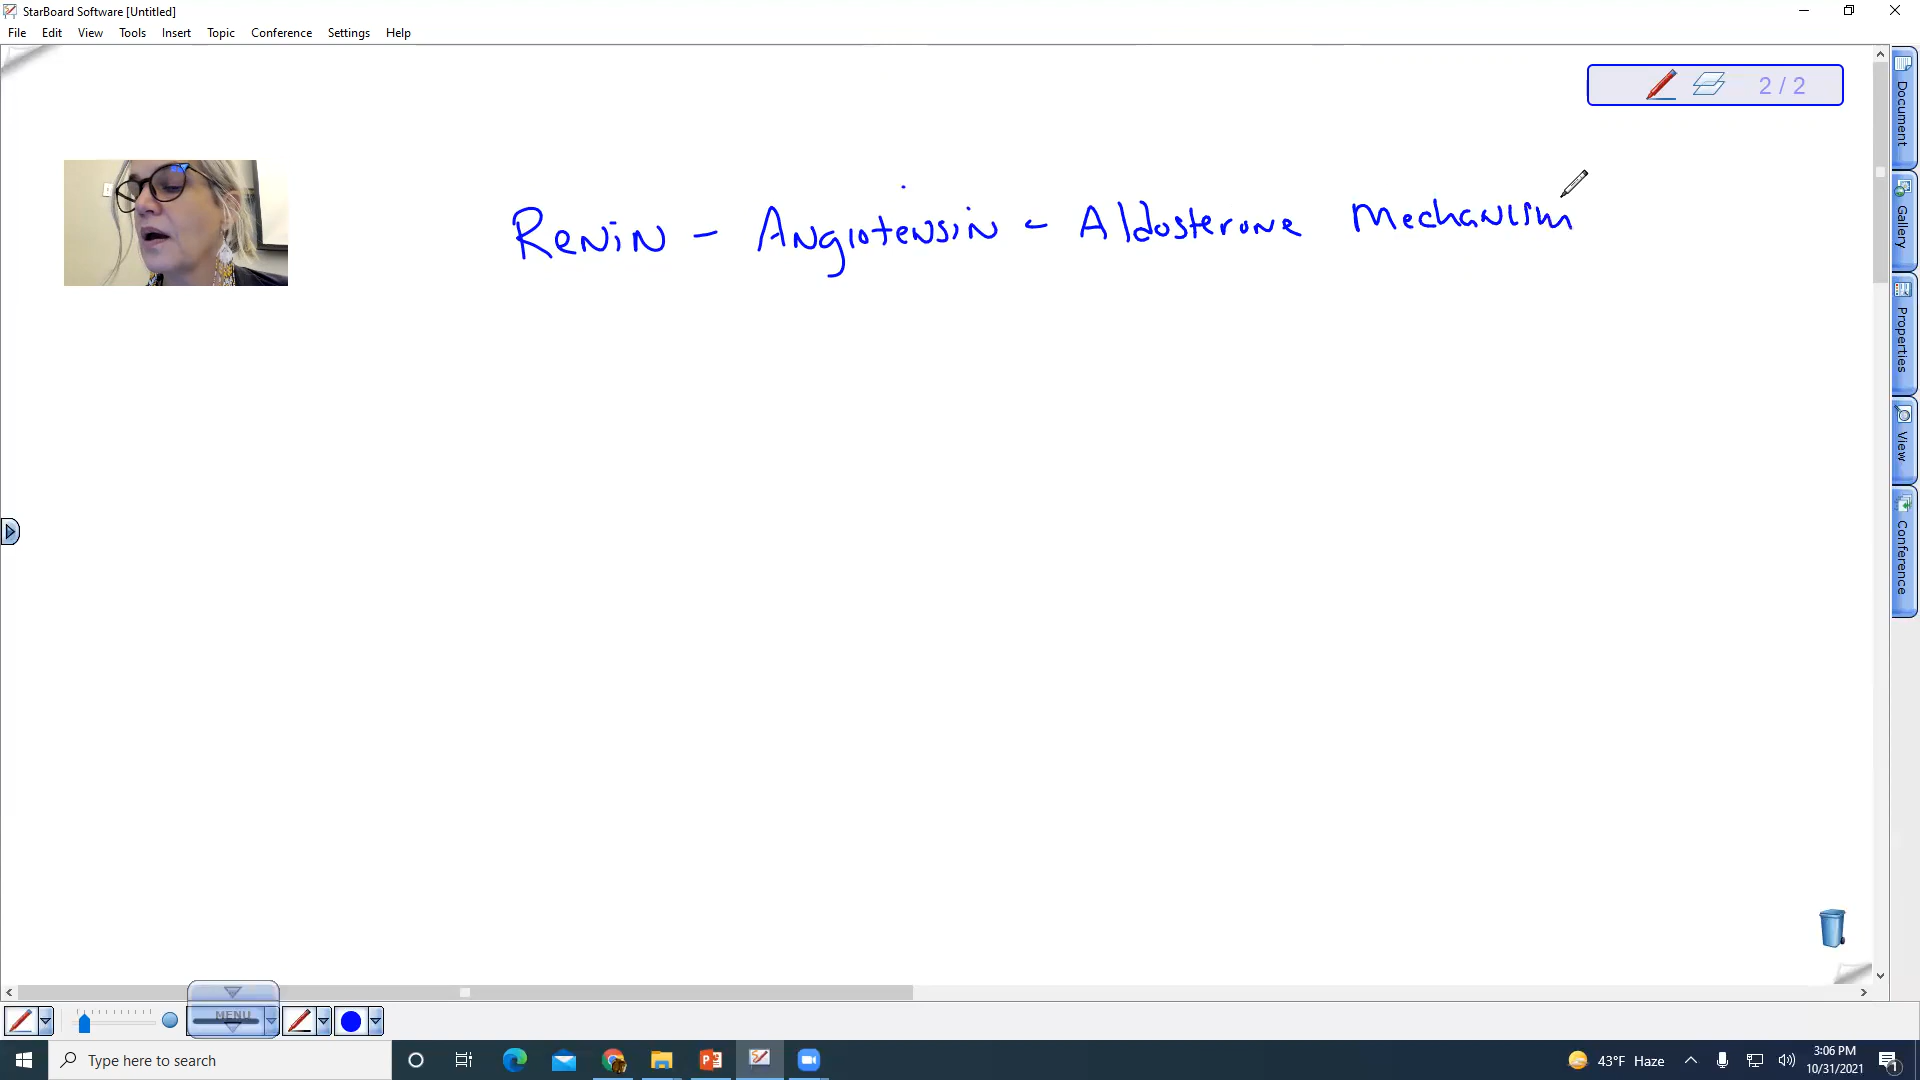 StarBoard Software [Untitled]
File Edit View Tools Insert Topic Conference Settings Help
2 / 2
Document
Gallery
Properties
View
Conference
Renin - Angiotensin - Aldosterone Mechanism
MENU
Type here to search
43°F Haze
3:06 PM
10/31/2021
1